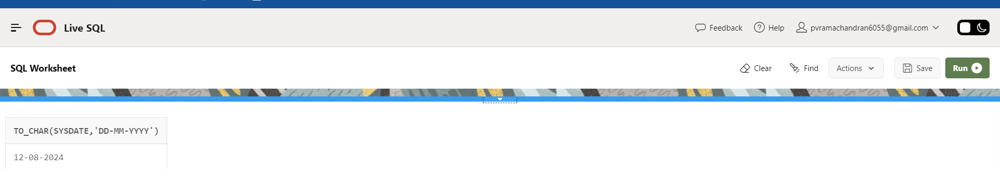 Live SQL
Feedback
Help
pvramachandran6055@gmail.com
SQL Worksheet
Clear
Find
Actions
Save
Run
TO_CHAR(SYSDATE,'DD-MM-YYYY')
12-08-2024